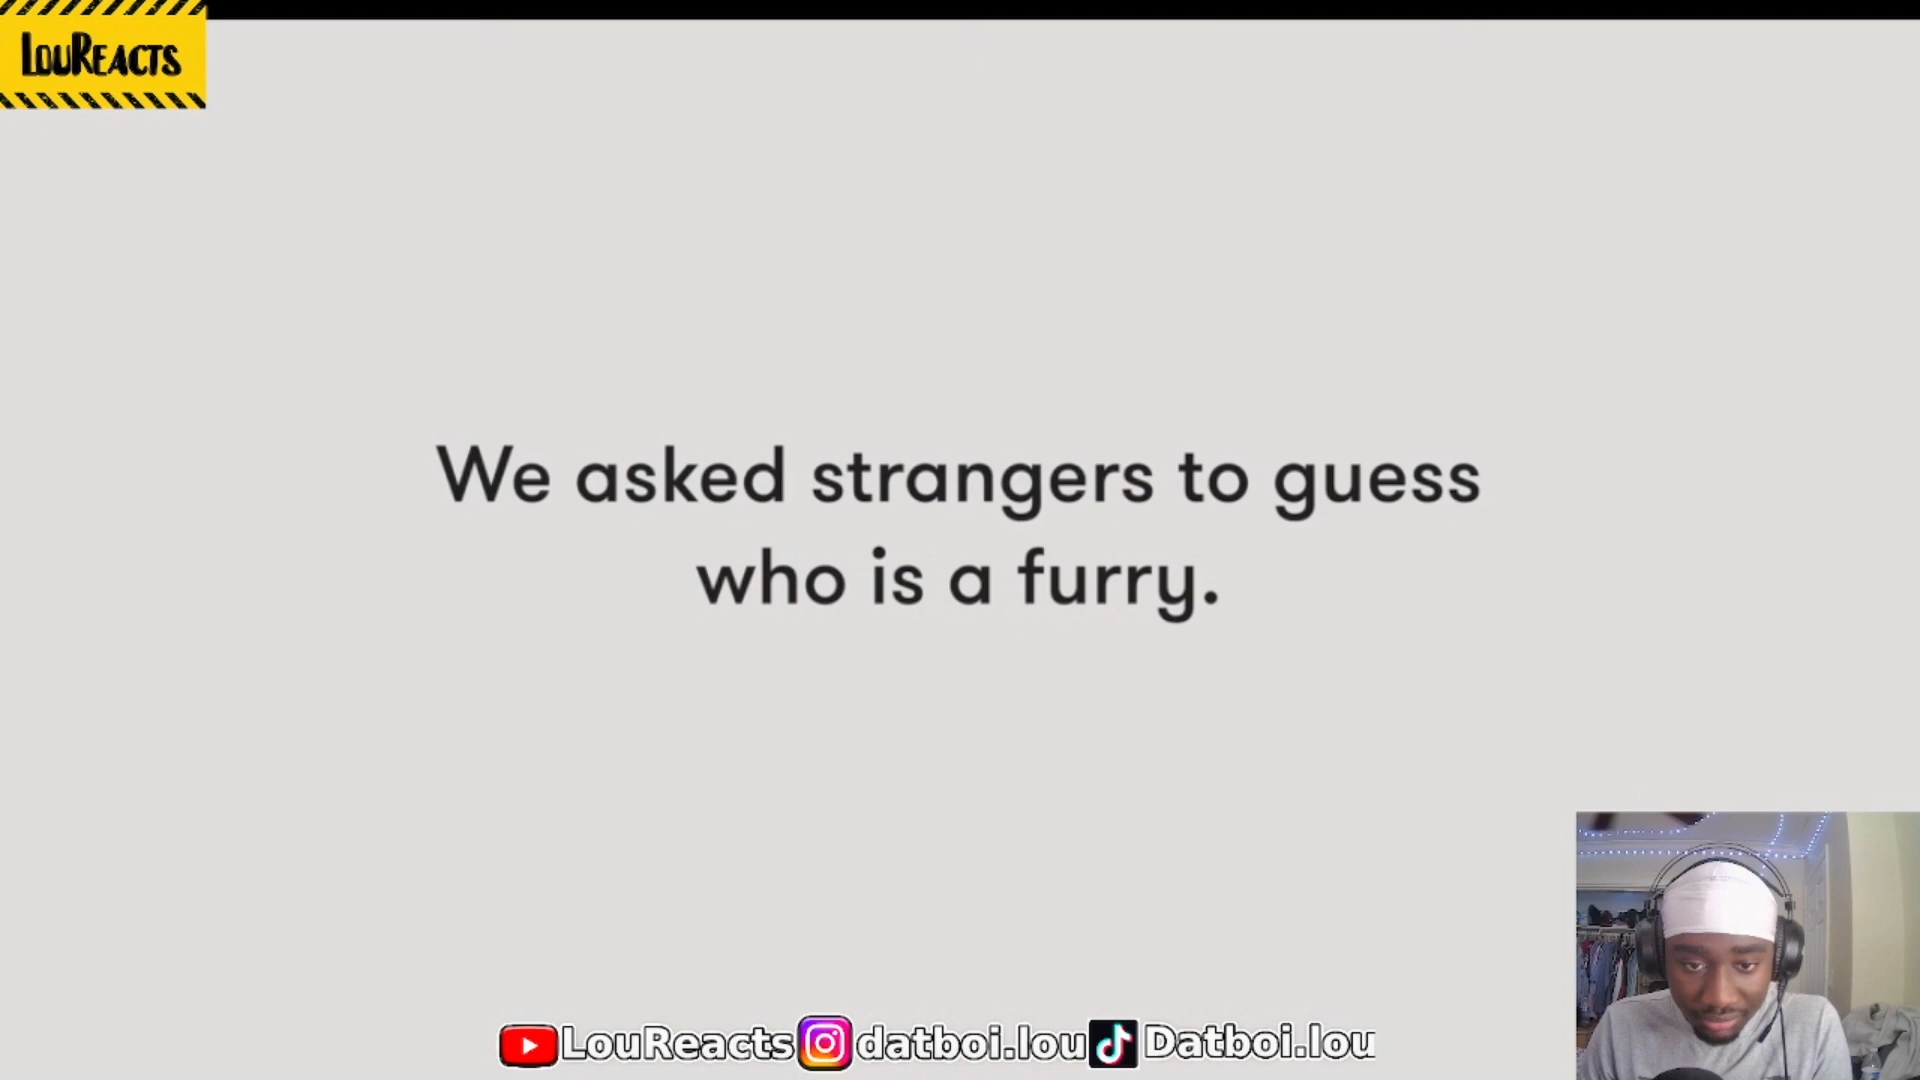 LouReacts
We asked strangers to guess
who is a furry.
LouReacts datboi.lou Datboi.lou